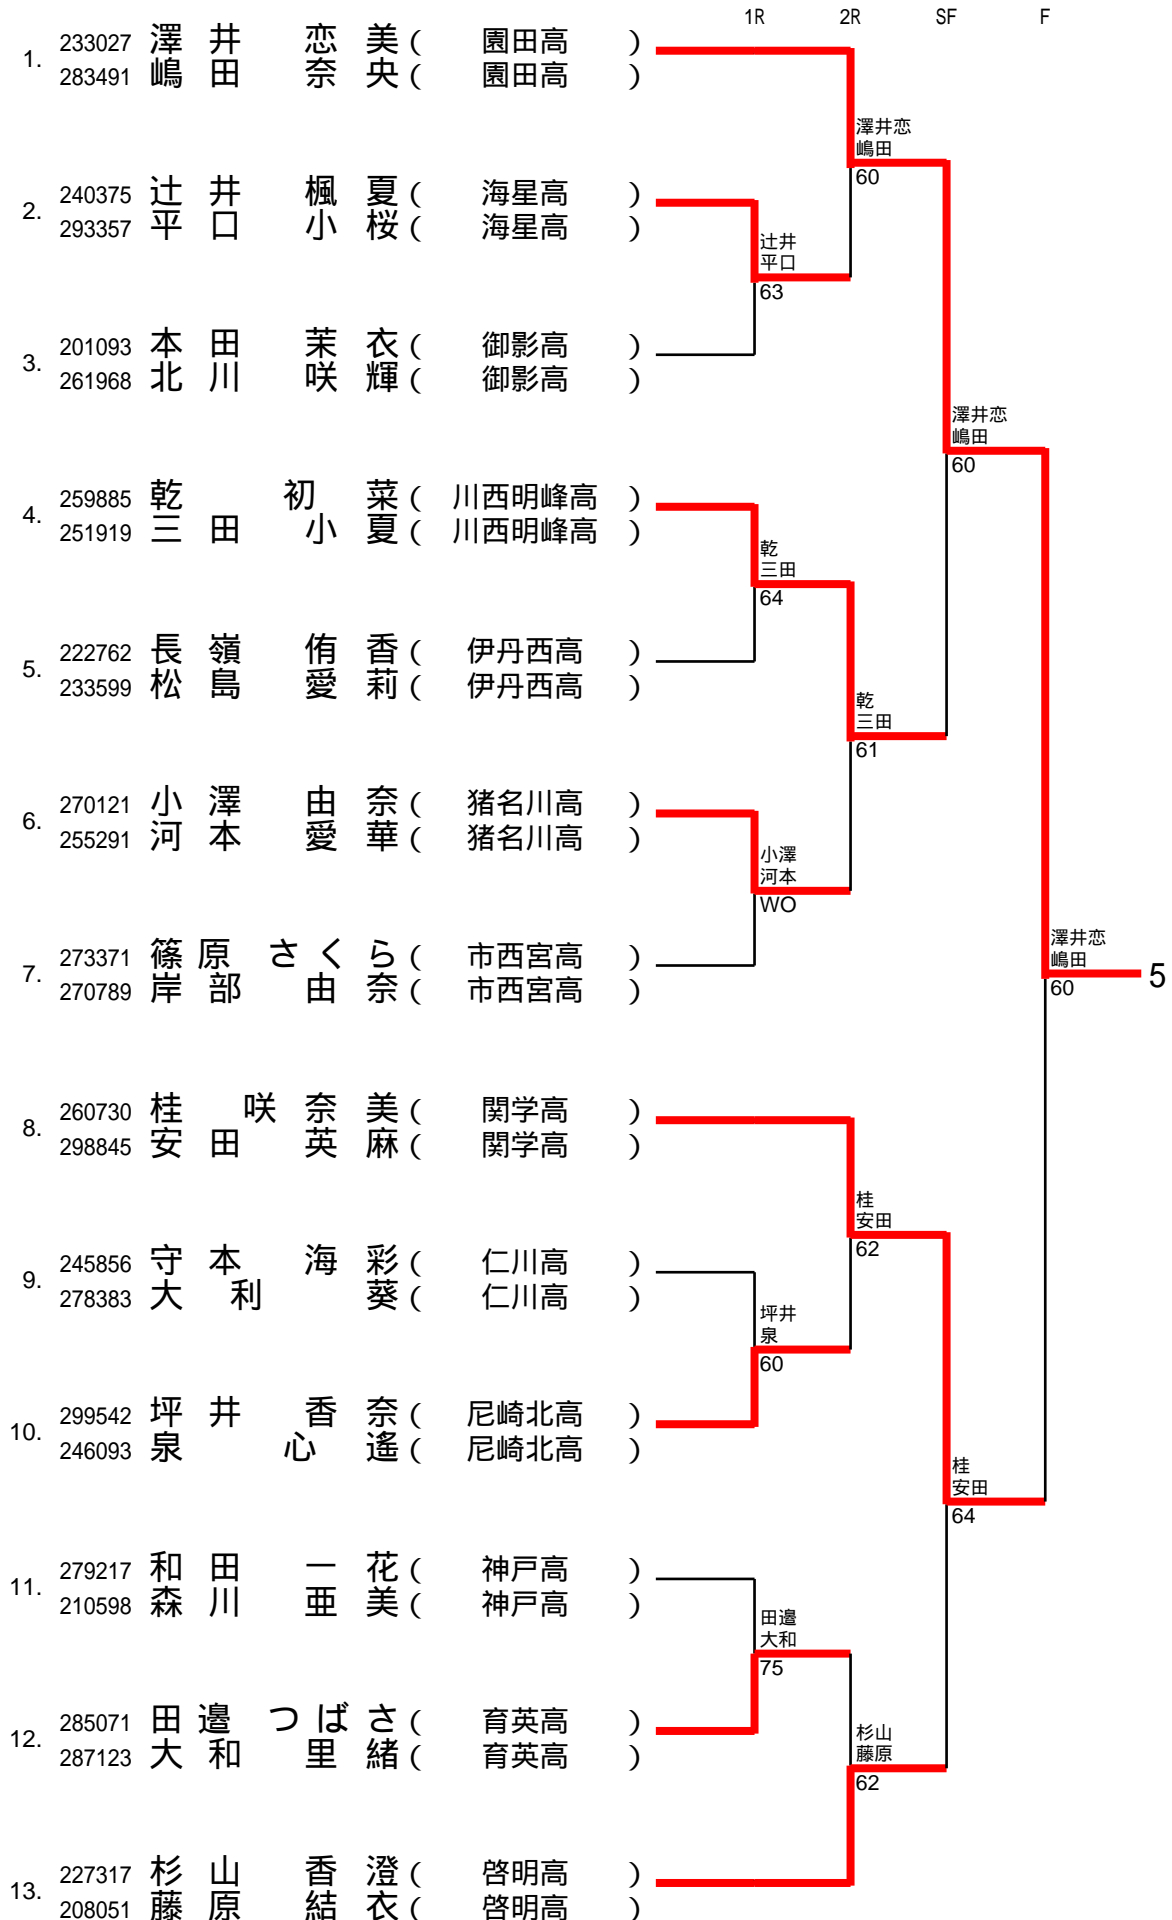 1R 2R SF F
1. 233027 澤井 恋美 ( 園田高 )
283491 嶋田 奈央 ( 園田高 )
澤井恋
嶋田
60
2. 240375 辻井 楓夏 ( 海星高 )
293357 平口 小桜 ( 海星高 )
辻井
平口
63
3. 201093 本田 茉衣 ( 御影高 )
261968 北川 咲輝 ( 御影高 )
澤井恋
嶋田
60
4. 259885 乾 初菜 ( 川西明峰高 )
251919 三田 小夏 ( 川西明峰高 )
乾
三田
64
5. 222762 長嶺 侑香 ( 伊丹西高 )
233599 松島 愛莉 ( 伊丹西高 )
乾
三田
61
6. 270121 小澤 由奈 ( 猪名川高 )
255291 河本 愛華 ( 猪名川高 )
小澤
河本
WO
7. 273371 篠原 さくら ( 市西宮高 )
270789 岸部 由奈 ( 市西宮高 )
澤井恋
嶋田
60
5
8. 260730 桂 咲奈美 ( 関学高 )
298845 安田 英麻 ( 関学高 )
桂
安田
62
9. 245856 守本 海彩 ( 仁川高 )
278383 大利 葵 ( 仁川高 )
坪井
泉
60
10. 299542 坪井 香奈 ( 尼崎北高 )
246093 泉 心遙 ( 尼崎北高 )
桂
安田
64
11. 279217 和田 一花 ( 神戸高 )
210598 森川 亜美 ( 神戸高 )
田邉
大和
75
12. 285071 田邉 つばさ ( 育英高 )
287123 大和 里緒 ( 育英高 )
杉山
藤原
62
13. 227317 杉山 香澄 ( 啓明高 )
208051 藤原 結衣 ( 啓明高 )